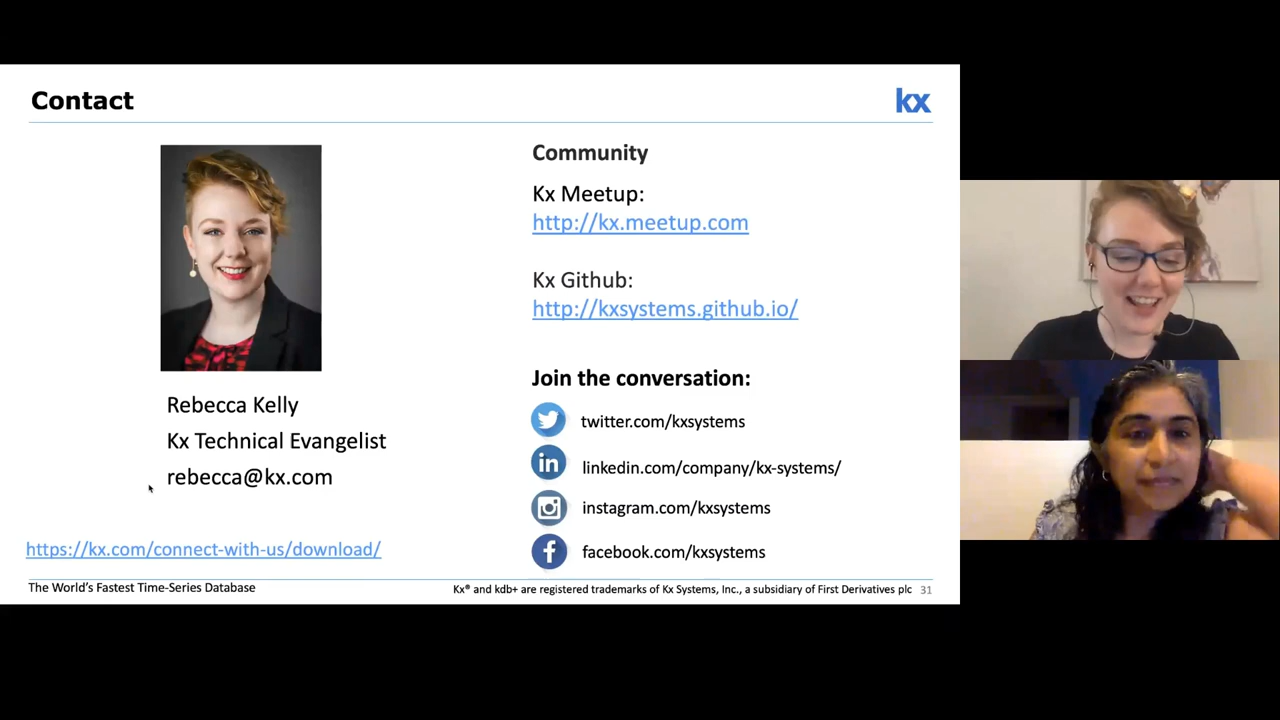 Contact
kx
Rebecca Kelly
Kx Technical Evangelist
rebecca@kx.com
https://kx.com/connect-with-us/download/
Community
Kx Meetup:
http://kx.meetup.com
Kx Github:
http://kxsystems.github.io/
Join the conversation:
twitter.com/kxsystems
in
linkedin.com/company/kx-systems/
instagram.com/kxsystems
f
facebook.com/kxsystems
The World's Fastest Time-Series Database
Kx® and kdb+ are registered trademarks of Kx Systems, Inc., a subsidiary of First Derivatives plc 31